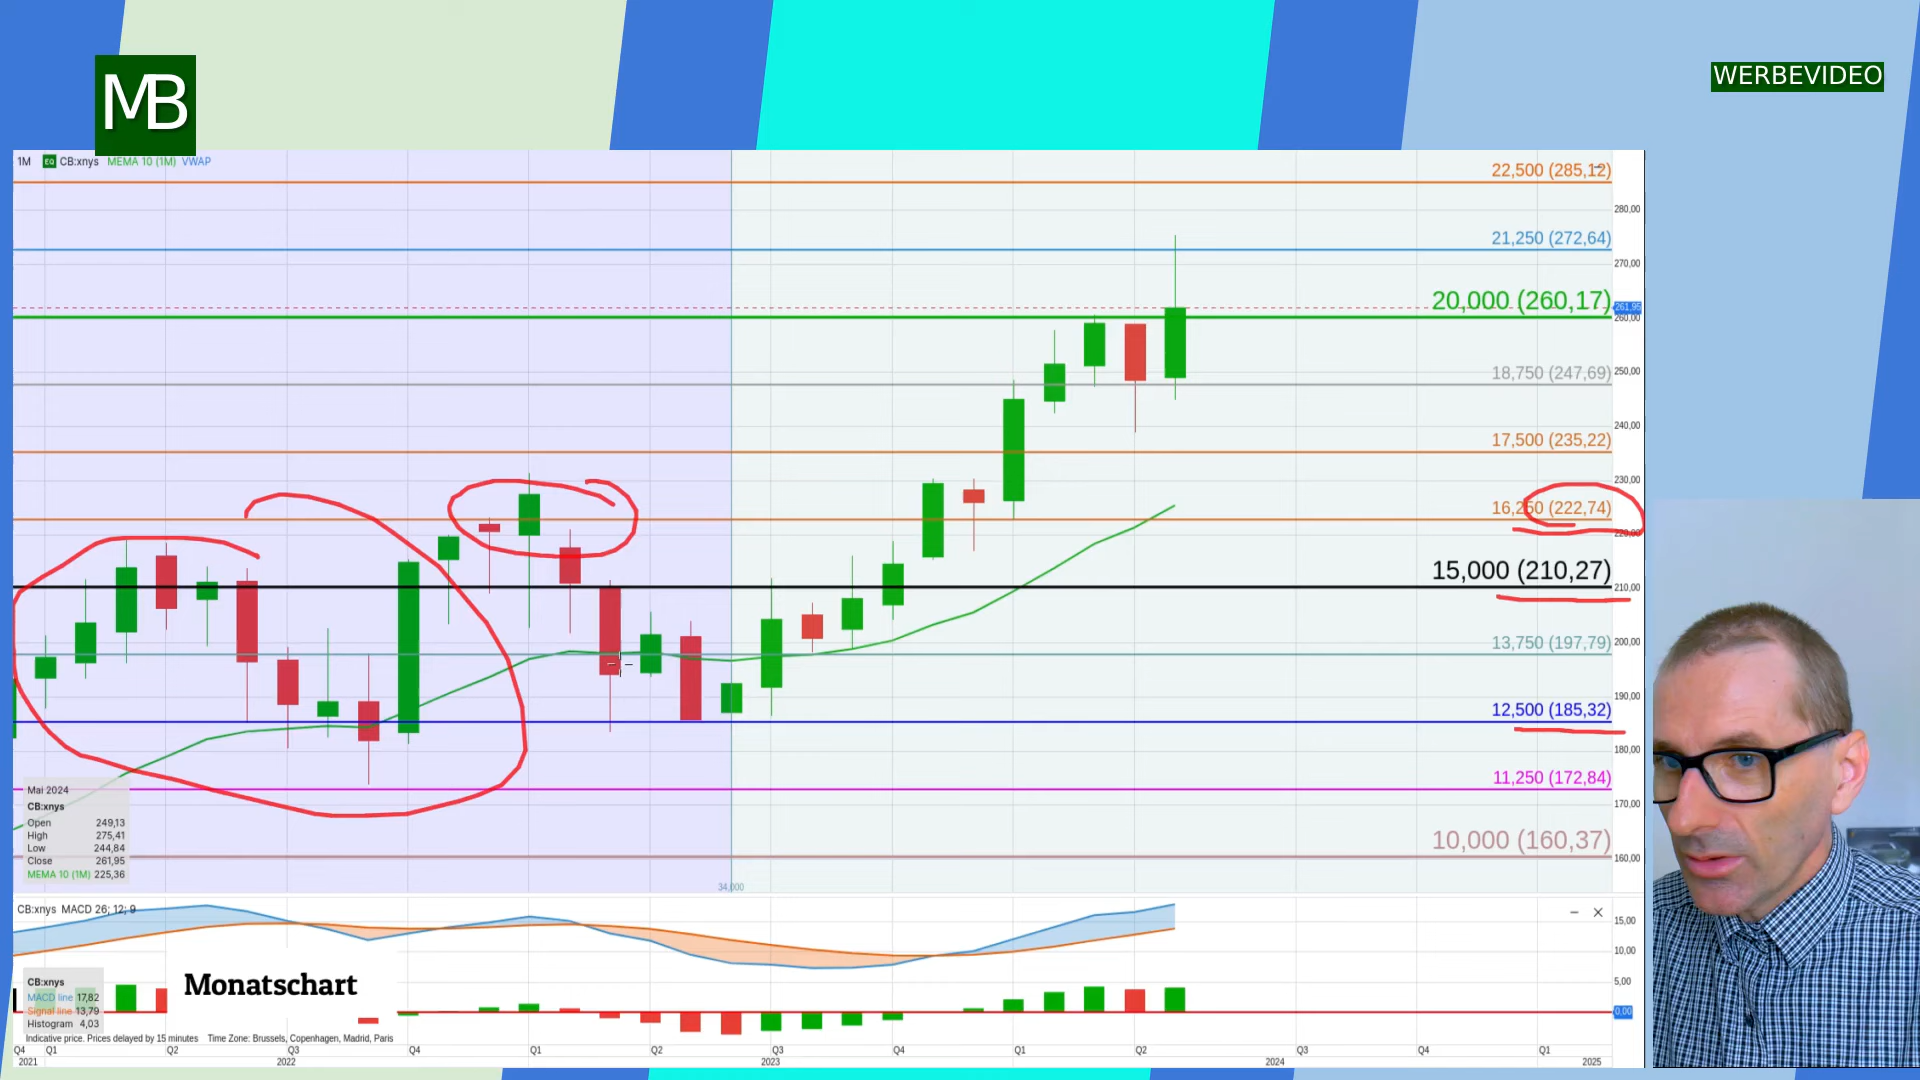 MB
WERBEVIDEO
1M EQ CB:xnys MEMA 10 (1M) VWAP
22,500 (285,12)
280,00
21,250 (272,64)
270,00
20,000 (260,17)
261,95
260,00
18,750 (247,69)
250,00
17,500 (235,22)
240,00
230,00
16,250 (222,74)
220,00
15,000 (210,27)
210,00
13,750 (197,79)
200,00
190,00
12,500 (185,32)
180,00
11,250 (172,84)
170,00
10,000 (160,37)
160,00
Mai 2024
CB:xnys
Open 249,13
High 275,41
Low 244,84
Close 261,95
MEMA 10 (1M) 225,36
34,000
CB:xnys MACD 26; 12; 9
15,00
10,00
5,00
0,00
CB:xnys
MACD line 17,82
Signal line 13,79
Histogram 4,03
Monatschart
Indicative price. Prices delayed by 15 minutes Time Zone: Brussels, Copenhagen, Madrid, Paris
Q4 Q1 Q2 Q3 Q4 Q1 Q2 Q3 Q4 Q1 Q2 Q3 Q4 Q1
2021 2022 2023 2024 2025